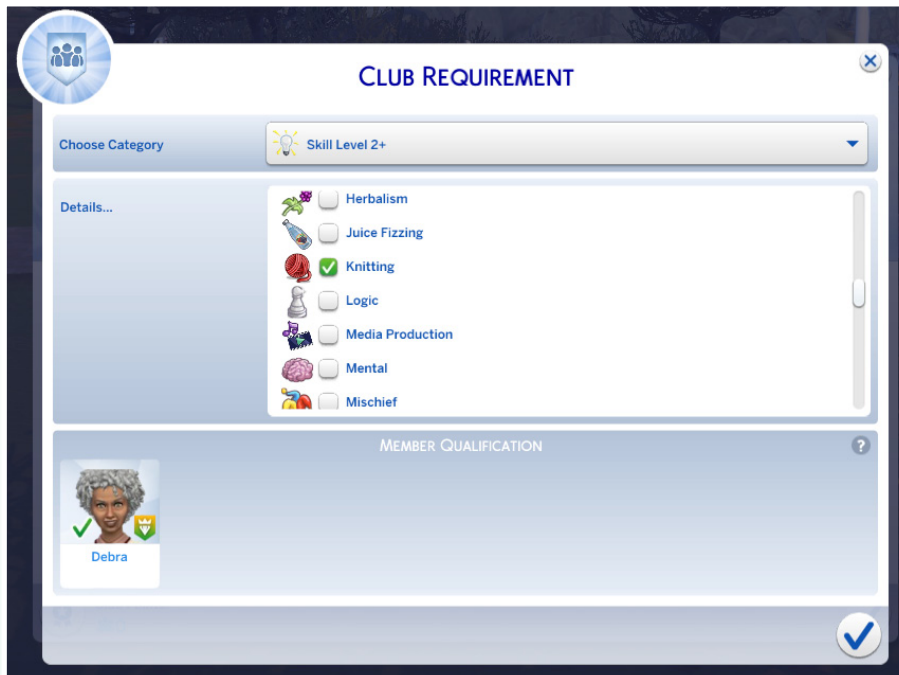 CLUB REQUIREMENT
Choose Category
Skill Level 2+
Details...
Herbalism
Juice Fizzing
Knitting
Logic
Media Production
Mental
Mischief
MEMBER QUALIFICATION
?
Debra